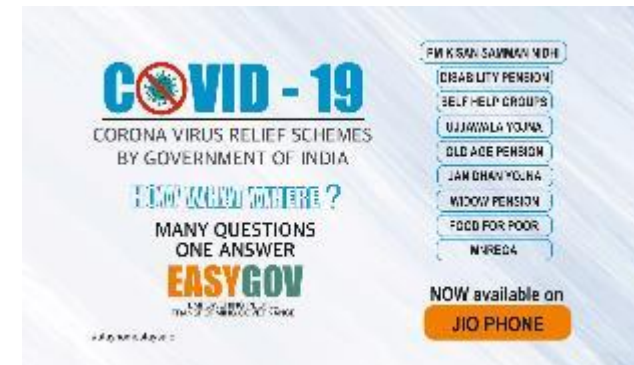 COVID - 19
CORONA VIRUS RELIEF SCHEMES
BY GOVERNMENT OF INDIA
HOW WHAT WHERE ?
MANY QUESTIONS
ONE ANSWER
EASYGOV
PM KISAN SAMMAN NIDHI
DISABILITY PENSION
SELF HELP GROUPS
UJJAWALA YOJNA
OLD AGE PENSION
JAN DHAN YOJNA
WIDOW PENSION
FOOD FOR POOR
MNREGA
NOW available on
JIO PHONE